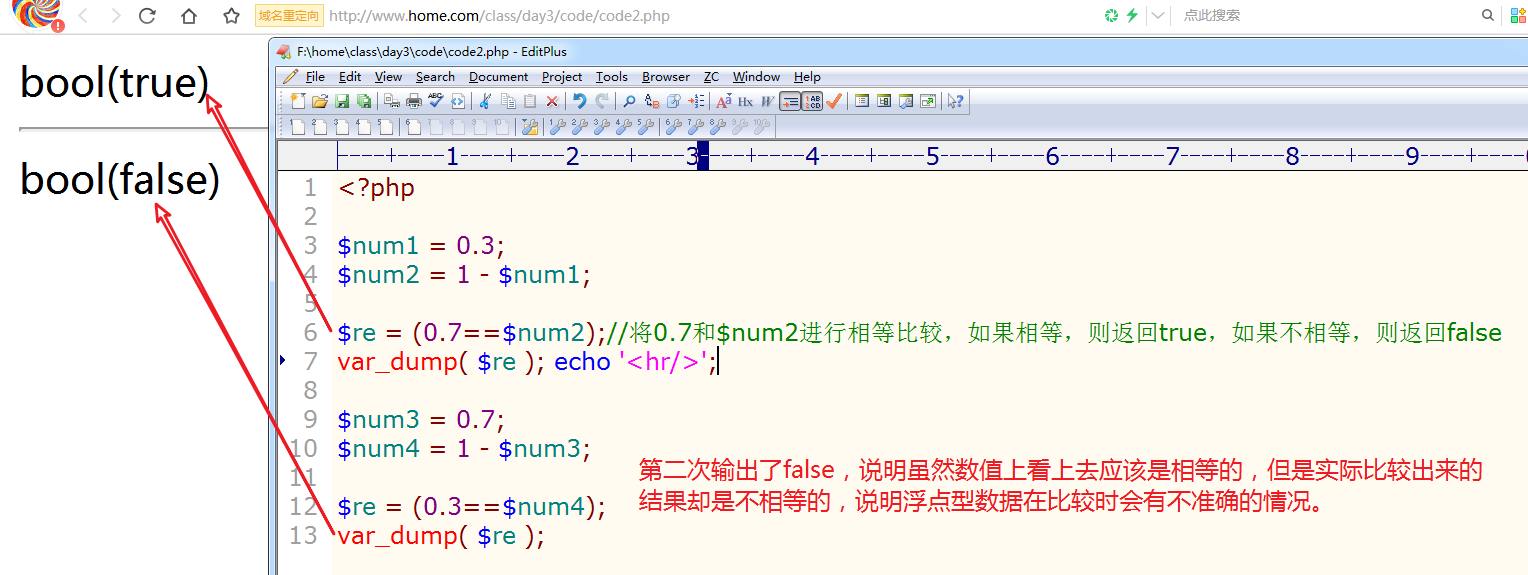 域名重定向 http://www.home.com/class/day3/code/code2.php 点此搜索
bool(true)
bool(false)
F:\home\class\day3\code\code2.php - EditPlus
File Edit View Search Document Project Tools Browser ZC Window Help
----+----1----+----2----+----3----+----4----+----5----+----6----+----7----+----8----+----9----+----
1 <?php
2
3 $num1 = 0.3;
4 $num2 = 1 - $num1;
5
6 $re = (0.7==$num2);//将0.7和$num2进行相等比较，如果相等，则返回true，如果不相等，则返回false
7 var_dump( $re ); echo '<hr/>';
8
9 $num3 = 0.7;
10 $num4 = 1 - $num3;
11
12 $re = (0.3==$num4);
13 var_dump( $re );
第二次输出了false，说明虽然数值上看上去应该是相等的，但是实际比较出来的
结果却是不相等的，说明浮点型数据在比较时会有不准确的情况。